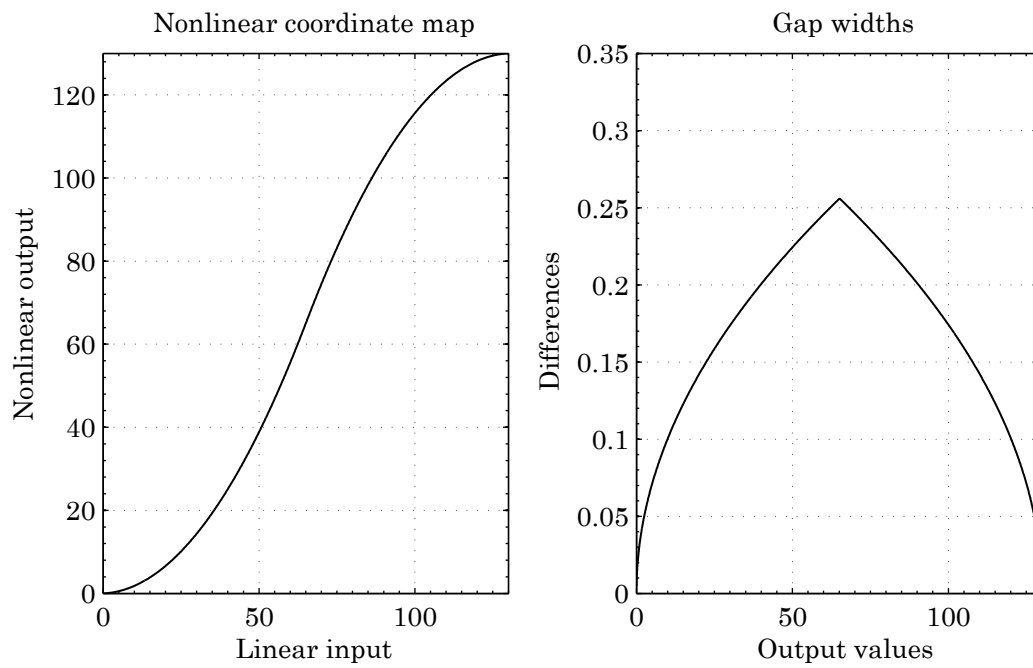 Nonlinear coordinate map
Nonlinear output
120
100
80
60
40
20
0
0 50 100
Linear input
Gap widths
Differences
0.35
0.3
0.25
0.2
0.15
0.1
0.05
0
0 50 100
Output values